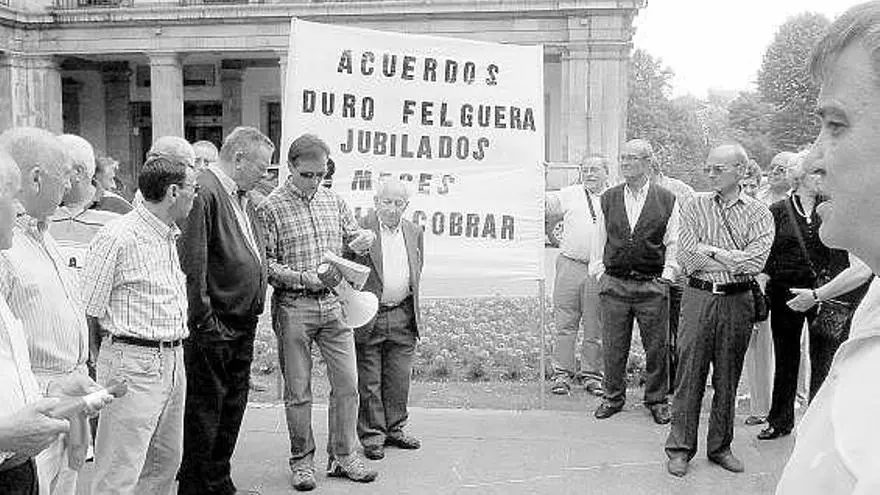 ACUERDOS
DURO FELGUERA
JUBILADOS
MESES
COBRAR